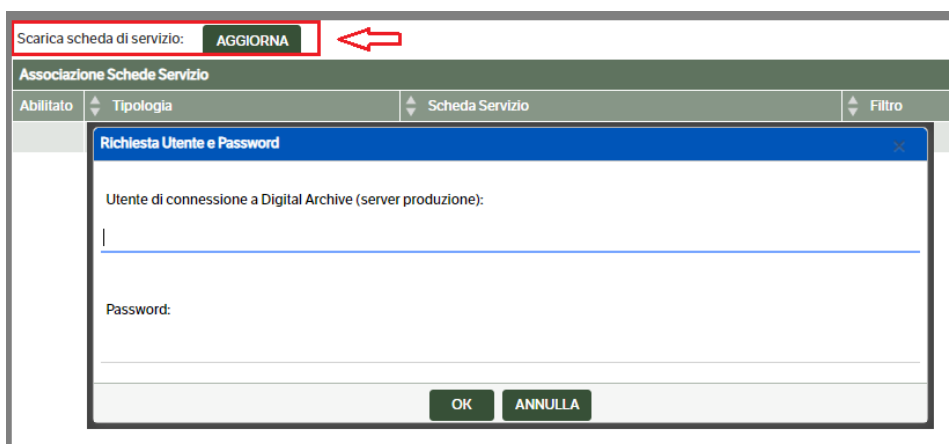 Scarica scheda di servizio: AGGIORNA
Associazione Schede Servizio
Abilitato Tipologia Scheda Servizio Filtro
Richiesta Utente e Password
Utente di connessione a Digital Archive (server produzione):
Password:
OK ANNULLA